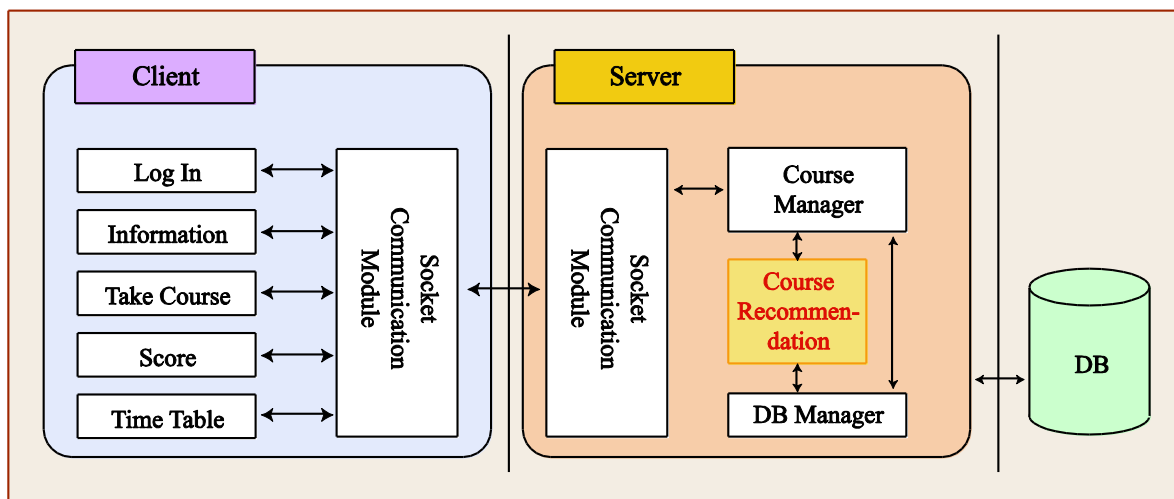 Client
Log In
Information
Take Course
Score
Time Table
Socket
Communication
Module
Server
Socket
Communication
Module
Course
Manager
Course
Recommen-
dation
DB Manager
DB